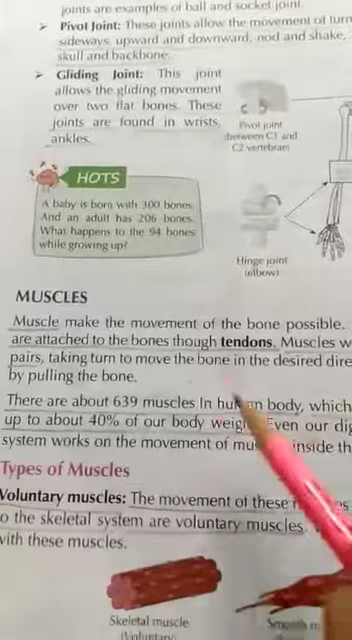 joints are examples of ball and socket joint.
➤ Pivot Joint: These joints allow the movement of turn
sideways, upward and downward, nod and shake,
skull and backbone.
➤ Gliding Joint: This joint
allows the gliding movement
over two flat bones. These
joints are found in wrists,
ankles.
Pivot joint
(between C1 and
C2 vertebrae)
HOTS
A baby is born with 300 bones.
And an adult has 206 bones.
What happens to the 94 bones
while growing up?
Hinge joint
(elbow)
MUSCLES
Muscle make the movement of the bone possible.
are attached to the bones though tendons. Muscles w
pairs, taking turn to move the bone in the desired dire
by pulling the bone.
There are about 639 muscles In human body, which
up to about 40% of our body weight. Even our dig
system works on the movement of inside th
Types of Muscles
Voluntary muscles: The movement of these
o the skeletal system are voluntary muscles.
with these muscles.
Skeletal muscle
(Voluntary)
Smooth m